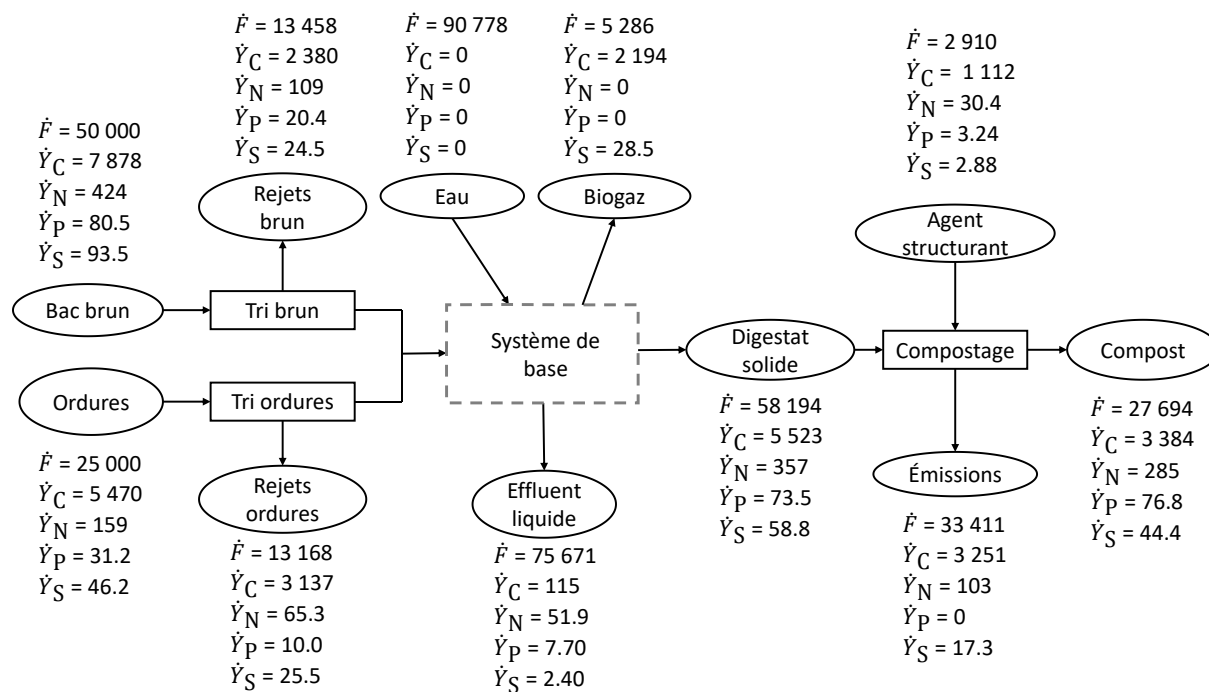 Ḟ = 13 458
Ẏ_C = 2 380
Ẏ_N = 109
Ẏ_P = 20.4
Ẏ_S = 24.5
Ḟ = 90 778
Ẏ_C = 0
Ẏ_N = 0
Ẏ_P = 0
Ẏ_S = 0
Ḟ = 5 286
Ẏ_C = 2 194
Ẏ_N = 0
Ẏ_P = 0
Ẏ_S = 28.5
Ḟ = 2 910
Ẏ_C = 1 112
Ẏ_N = 30.4
Ẏ_P = 3.24
Ẏ_S = 2.88
Ḟ = 50 000
Ẏ_C = 7 878
Ẏ_N = 424
Ẏ_P = 80.5
Ẏ_S = 93.5
Rejets
brun
Eau
Biogaz
Agent
structurant
Bac brun
Tri brun
Système de
base
Digestat
solide
Compostage
Compost
Ordures
Tri ordures
Ḟ = 25 000
Ẏ_C = 5 470
Ẏ_N = 159
Ẏ_P = 31.2
Ẏ_S = 46.2
Rejets
ordures
Ḟ = 13 168
Ẏ_C = 3 137
Ẏ_N = 65.3
Ẏ_P = 10.0
Ẏ_S = 25.5
Effluent
liquide
Ḟ = 75 671
Ẏ_C = 115
Ẏ_N = 51.9
Ẏ_P = 7.70
Ẏ_S = 2.40
Ḟ = 58 194
Ẏ_C = 5 523
Ẏ_N = 357
Ẏ_P = 73.5
Ẏ_S = 58.8
Émissions
Ḟ = 33 411
Ẏ_C = 3 251
Ẏ_N = 103
Ẏ_P = 0
Ẏ_S = 17.3
Ḟ = 27 694
Ẏ_C = 3 384
Ẏ_N = 285
Ẏ_P = 76.8
Ẏ_S = 44.4